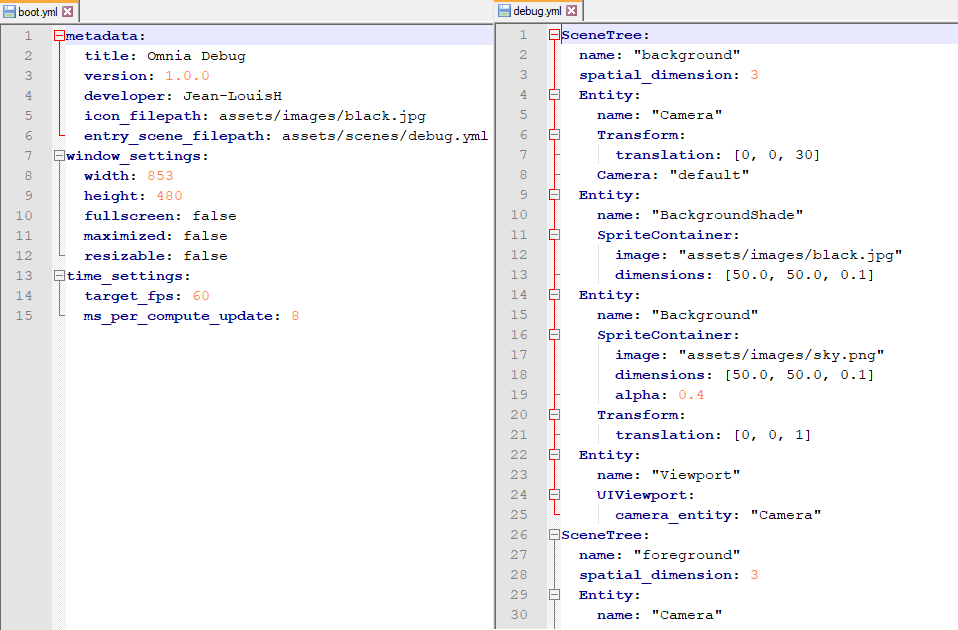 boot.yml
1 metadata:
2   title: Omnia Debug
3   version: 1.0.0
4   developer: Jean-LouisH
5   icon_filepath: assets/images/black.jpg
6   entry_scene_filepath: assets/scenes/debug.yml
7 window_settings:
8   width: 853
9   height: 480
10   fullscreen: false
11   maximized: false
12   resizable: false
13 time_settings:
14   target_fps: 60
15   ms_per_compute_update: 8
debug.yml
1 SceneTree:
2   name: "background"
3   spatial_dimension: 3
4   Entity:
5     name: "Camera"
6     Transform:
7       translation: [0, 0, 30]
8     Camera: "default"
9   Entity:
10     name: "BackgroundShade"
11     SpriteContainer:
12       image: "assets/images/black.jpg"
13       dimensions: [50.0, 50.0, 0.1]
14   Entity:
15     name: "Background"
16     SpriteContainer:
17       image: "assets/images/sky.png"
18       dimensions: [50.0, 50.0, 0.1]
19       alpha: 0.4
20     Transform:
21       translation: [0, 0, 1]
22   Entity:
23     name: "Viewport"
24     UIViewport:
25       camera_entity: "Camera"
26 SceneTree:
27   name: "foreground"
28   spatial_dimension: 3
29   Entity:
30     name: "Camera"